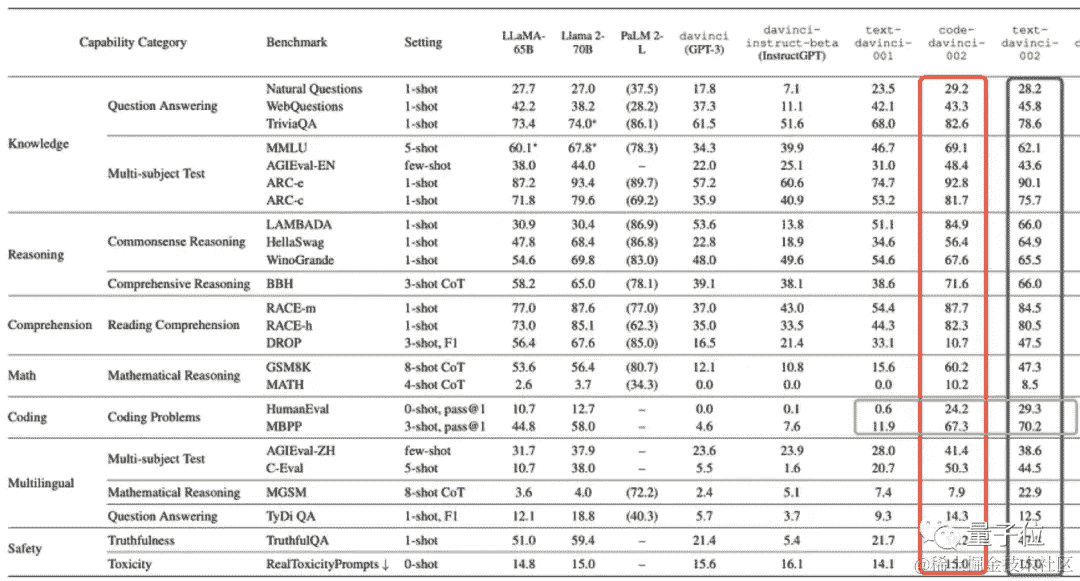 Capability Category Benchmark Setting LLaMA-65B Llama 2-70B PaLM 2-L davinci (GPT-3) davinci-instruct-beta (InstructGPT) text-davinci-001 code-davinci-002 text-davinci-002
Knowledge
Question Answering
Natural Questions 1-shot 27.7 27.0 (37.5) 17.8 7.1 23.5 29.2 28.2
WebQuestions 1-shot 42.2 38.2 (28.2) 37.3 11.1 42.1 43.3 45.8
TriviaQA 1-shot 73.4 74.0* (86.1) 61.5 51.6 68.0 82.6 78.6
Multi-subject Test
MMLU 5-shot 60.1* 67.8* (78.3) 34.3 39.9 46.7 69.1 62.1
AGIEval-EN few-shot 38.0 44.0 – 22.0 25.1 31.0 48.4 43.6
ARC-e 1-shot 87.2 93.4 (89.7) 57.2 60.6 74.7 92.8 90.1
ARC-c 1-shot 71.8 79.6 (69.2) 35.9 40.9 53.2 81.7 75.7
Reasoning
Commonsense Reasoning
LAMBADA 1-shot 30.9 30.4 (86.9) 53.6 13.8 51.1 84.9 66.0
HellaSwag 1-shot 47.8 68.4 (86.8) 22.8 18.9 34.6 56.4 64.9
WinoGrande 1-shot 54.6 69.8 (83.0) 48.0 49.6 54.6 67.6 65.5
Comprehensive Reasoning BBH 3-shot CoT 58.2 65.0 (78.1) 39.1 38.1 38.6 71.6 66.0
Comprehension Reading Comprehension
RACE-m 1-shot 77.0 87.6 (77.0) 37.0 43.0 54.4 87.7 84.5
RACE-h 1-shot 73.0 85.1 (62.3) 35.0 33.5 44.3 82.3 80.5
DROP 3-shot, F1 56.4 67.6 (85.0) 16.5 21.4 33.1 10.7 47.5
Math Mathematical Reasoning
GSM8K 8-shot CoT 53.6 56.4 (80.7) 12.1 10.8 15.6 60.2 47.3
MATH 4-shot CoT 2.6 3.7 (34.3) 0.0 0.0 0.0 10.2 8.5
Coding Coding Problems
HumanEval 0-shot, pass@1 10.7 12.7 – 0.0 0.1 0.6 24.2 29.3
MBPP 3-shot, pass@1 44.8 58.0 – 4.6 7.6 11.9 67.3 70.2
Multilingual
Multi-subject Test
AGIEval-ZH few-shot 31.7 37.9 – 23.6 23.9 28.0 41.4 38.6
C-Eval 5-shot 10.7 38.0 – 5.5 1.6 20.7 50.3 44.5
Mathematical Reasoning MGSM 8-shot CoT 3.6 4.0 (72.2) 2.4 5.1 7.4 7.9 22.9
Question Answering TyDi QA 1-shot, F1 12.1 18.8 (40.3) 5.7 3.7 9.3 14.3 12.5
Safety
Truthfulness TruthfulQA 1-shot 51.0 59.4 – 21.4 5.4 21.7
Toxicity RealToxicityPrompts ↓ 0-shot 14.8 15.0 – 15.6 16.1 14.1 15.0 15.0
量子位
@稀土掘金技术社区